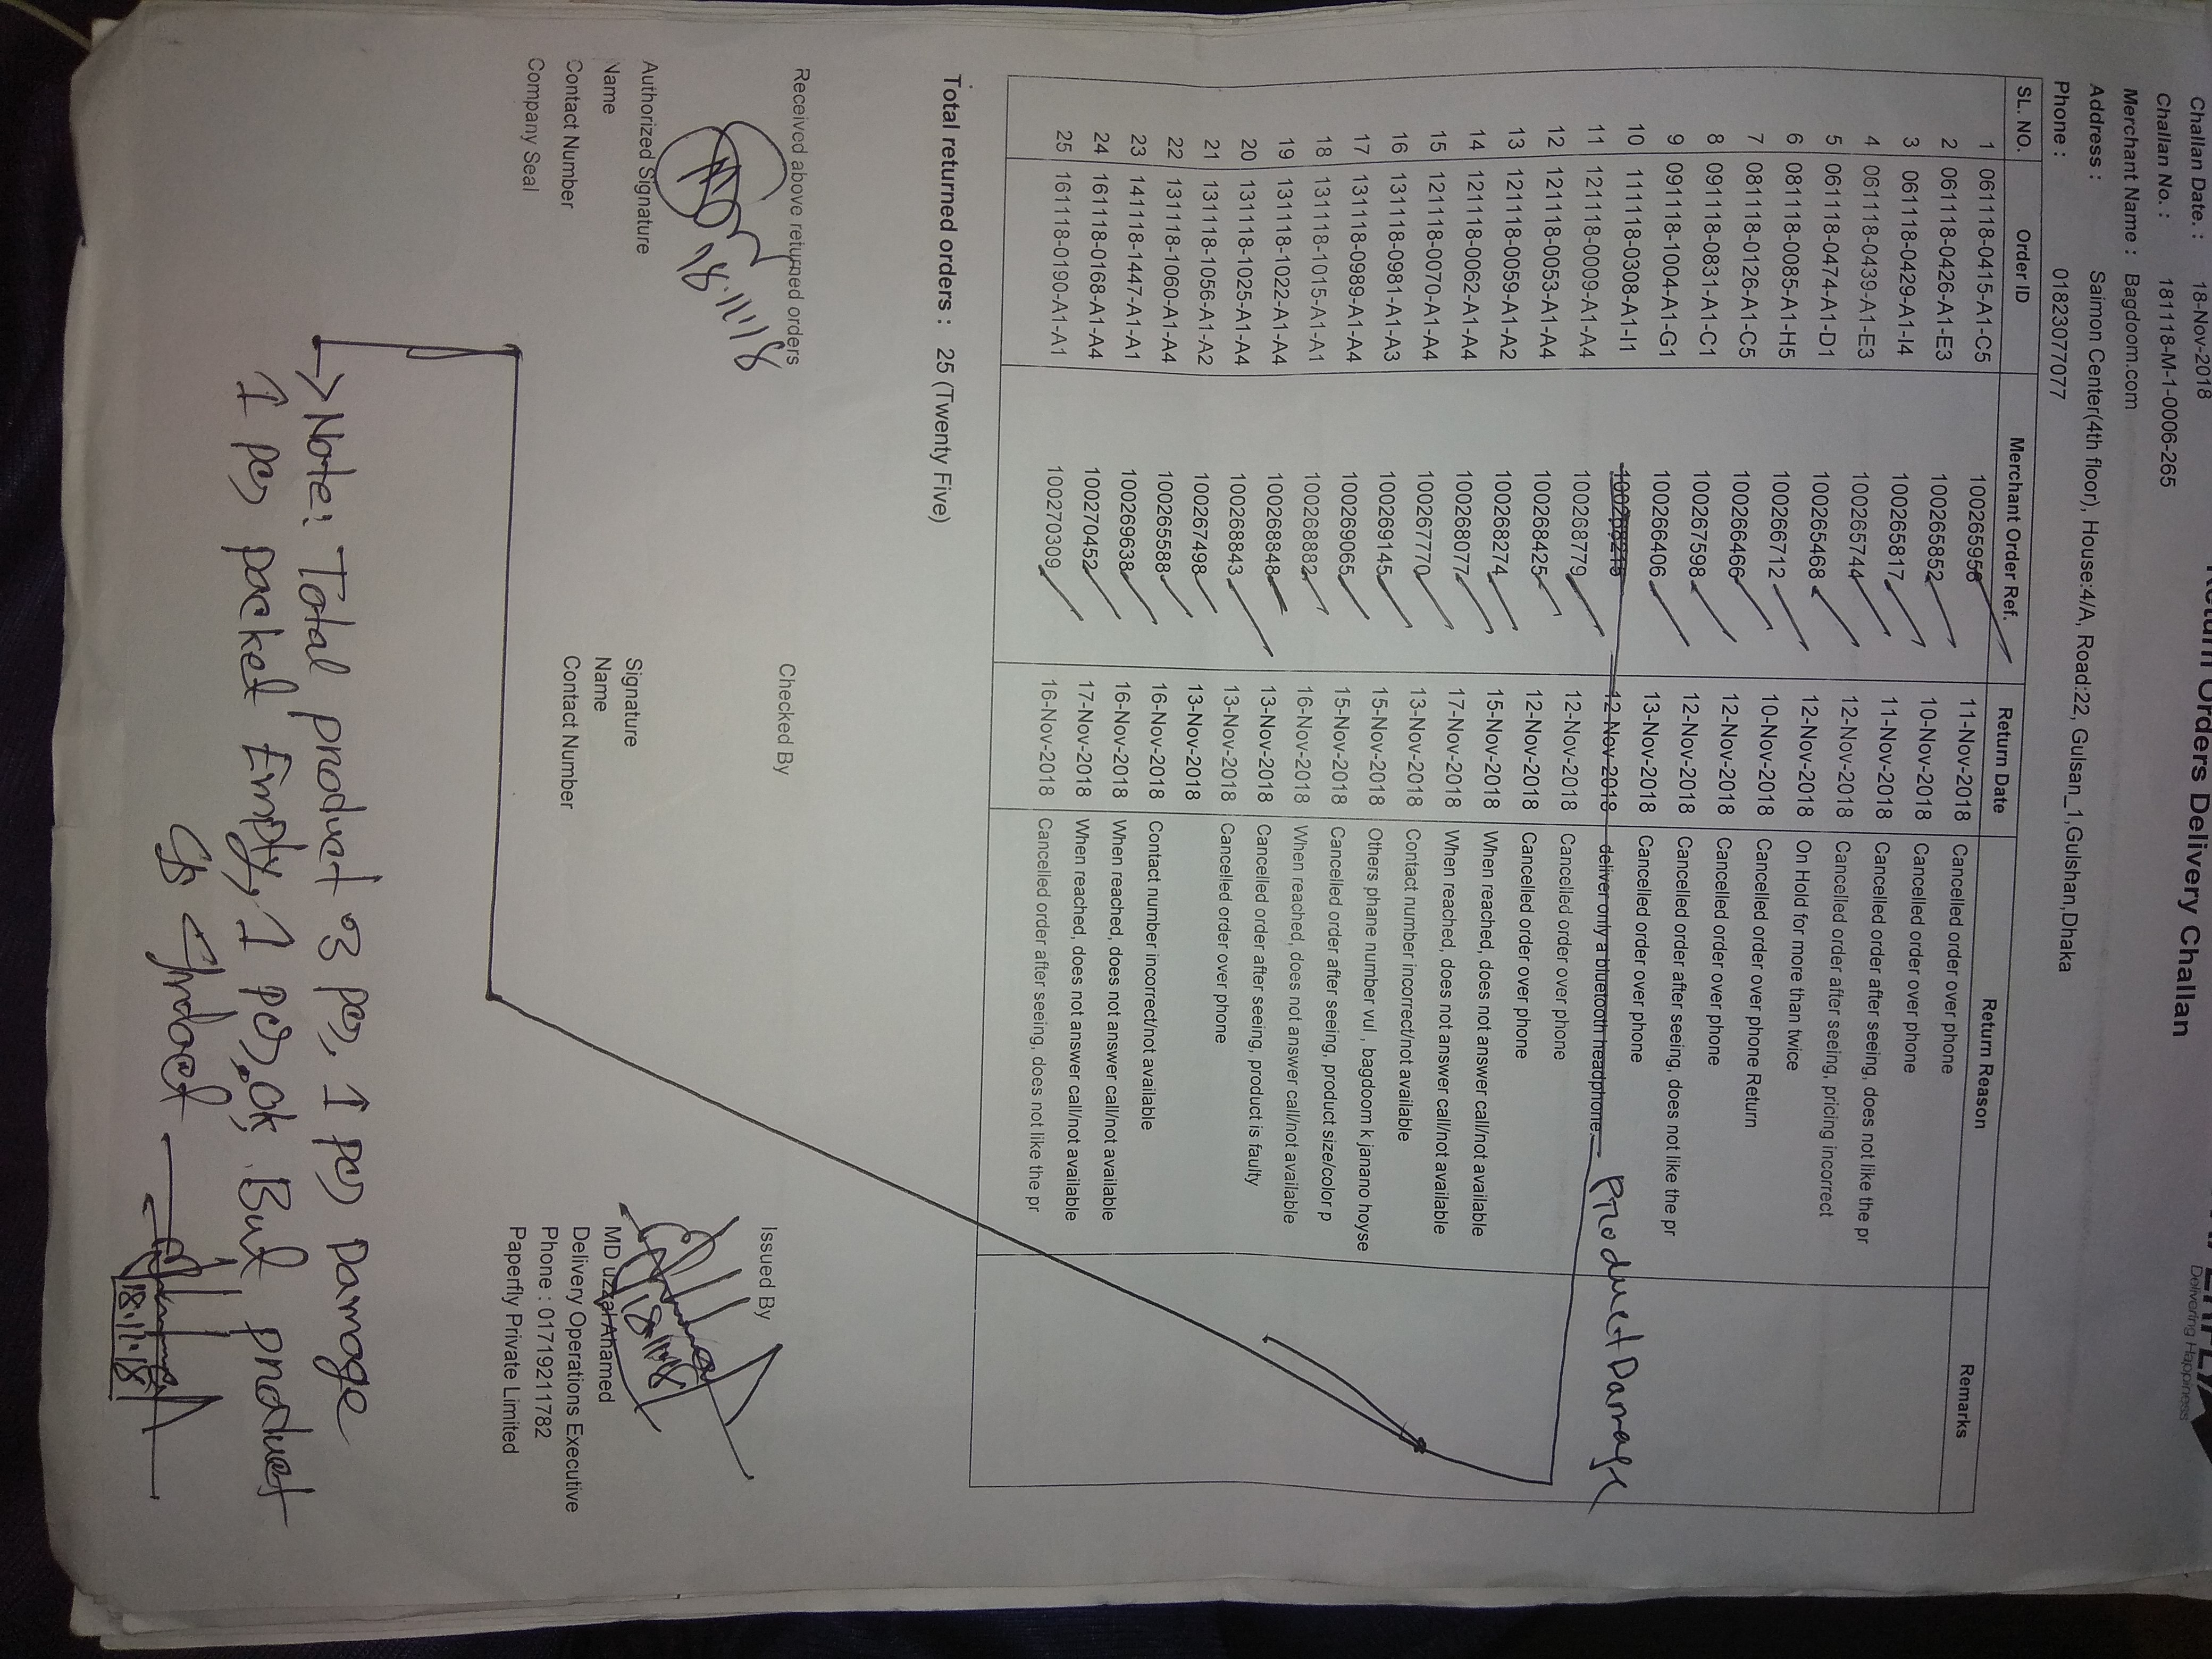 Return Orders Delivery Challan
Delivering Happiness
Challan Date. : 18-Nov-2018
Challan No. : 181118-M-1-0006-265
Merchant Name : Bagdoom.com
Address : Saimon Center(4th floor), House:4/A, Road:22, Gulsan_1,Gulshan,Dhaka
Phone : 01823077077
SL. NO. Order ID Merchant Order Ref. Return Date Return Reason Remarks
1 061118-0415-A1-C5 100265958 11-Nov-2018 Cancelled order over phone
2 061118-0426-A1-E3 100265852 10-Nov-2018 Cancelled order over phone
3 061118-0429-A1-I4 100265817 11-Nov-2018 Cancelled order after seeing, does not like the pr
4 061118-0439-A1-E3 100265744 12-Nov-2018 Cancelled order after seeing, pricing incorrect
5 061118-0474-A1-D1 100265468 12-Nov-2018 On Hold for more than twice
6 081118-0085-A1-H5 100266712 10-Nov-2018 Cancelled order over phone Return
7 081118-0126-A1-C5 100266466 12-Nov-2018 Cancelled order over phone
8 091118-0831-A1-C1 100267598 12-Nov-2018 Cancelled order after seeing, does not like the pr
9 091118-1004-A1-G1 100266406 13-Nov-2018 Cancelled order over phone
10 111118-0308-A1-I1 100268215 12-Nov-2018 deliver only a bluetooth headphone. Product Damage
11 121118-0009-A1-A4 100268779 12-Nov-2018 Cancelled order over phone
12 121118-0053-A1-A4 100268425 12-Nov-2018 Cancelled order over phone
13 121118-0059-A1-A2 100268274 15-Nov-2018 When reached, does not answer call/not available
14 121118-0062-A1-A4 100268077 17-Nov-2018 When reached, does not answer call/not available
15 121118-0070-A1-A4 100267770 13-Nov-2018 Contact number incorrect/not available
16 131118-0981-A1-A3 100269145 15-Nov-2018 Others phane number vul , bagdoom k janano hoyse
17 131118-0989-A1-A4 100269065 15-Nov-2018 Cancelled order after seeing, product size/color p
18 131118-1015-A1-A1 100268882 16-Nov-2018 When reached, does not answer call/not available
19 131118-1022-A1-A4 100268848 13-Nov-2018 Cancelled order after seeing, product is faulty
20 131118-1025-A1-A4 100268843 13-Nov-2018 Cancelled order over phone
21 131118-1056-A1-A2 100267498 13-Nov-2018
22 131118-1060-A1-A4 100265588 16-Nov-2018 Contact number incorrect/not available
23 141118-1447-A1-A1 100269638 16-Nov-2018 When reached, does not answer call/not available
24 161118-0168-A1-A4 100270452 17-Nov-2018 When reached, does not answer call/not available
25 161118-0190-A1-A1 100270309 16-Nov-2018 Cancelled order after seeing, does not like the pr
Total returned orders : 25 (Twenty Five)
Received above returned orders Checked By Issued By
18.11.18 18.11.18
Authorized Signature Signature MD uzzal Ahamed
Name Name Delivery Operations Executive
Contact Number Contact Number Phone : 01719211782
Company Seal Paperfly Private Limited
Note: Total product 3 pcs, 1 pcs Damage
1 pcs packet Empty, 1 pcs ok, But product
18.11.18